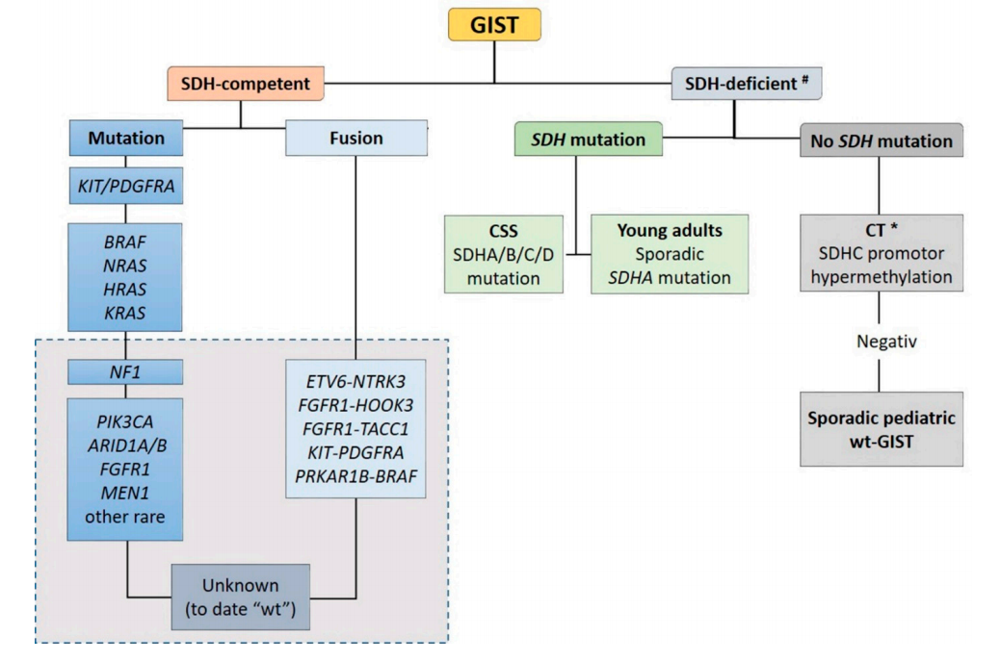 GIST
SDH-competent
SDH-deficient #
Mutation
Fusion
SDH mutation
No SDH mutation
KIT/PDGFRA
BRAF
NRAS
HRAS
KRAS
CSS
SDHA/B/C/D
mutation
Young adults
Sporadic
SDHA mutation
CT *
SDHC promotor
hypermethylation
Negativ
NF1
ETV6-NTRK3
FGFR1-HOOK3
FGFR1-TACC1
KIT-PDGFRA
PRKAR1B-BRAF
PIK3CA
ARID1A/B
FGFR1
MEN1
other rare
Sporadic pediatric
wt-GIST
Unknown
(to date “wt”)